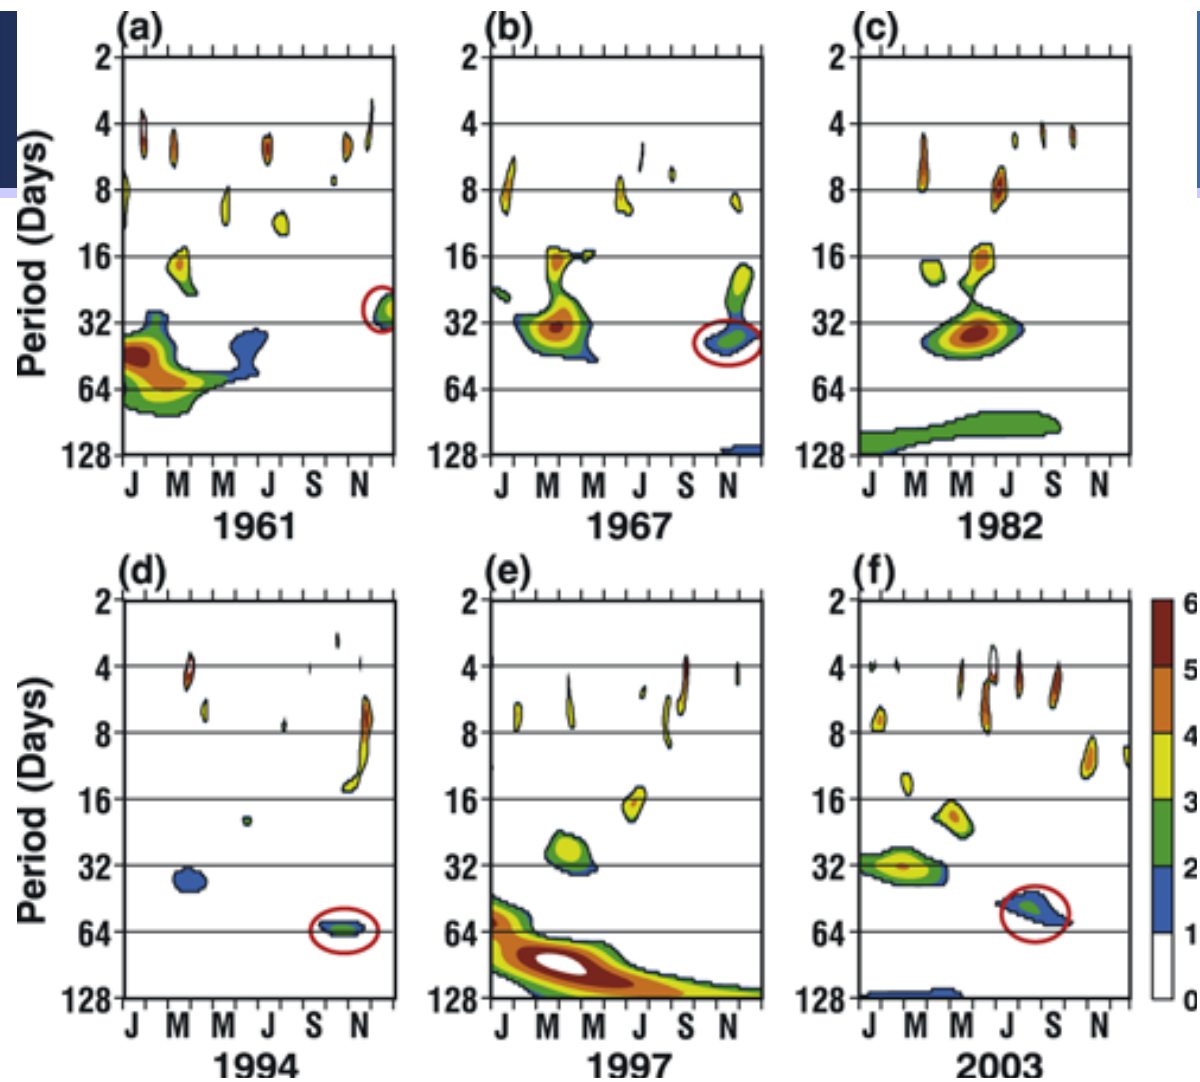 (a) (b) (c)
2 2 2
4 4 4
8 8 8
16 16 16
32 32 32
64 64 64
128 128 128
Period (Days)
J M M J S N J M M J S N J M M J S N
1961 1967 1982
(d) (e) (f)
2 2 2
4 4 4
8 8 8
16 16 16
32 32 32
64 64 64
128 128 128
Period (Days)
6
5
4
3
2
1
0
J M M J S N J M M J S N J M M J S N
1994 1997 2003